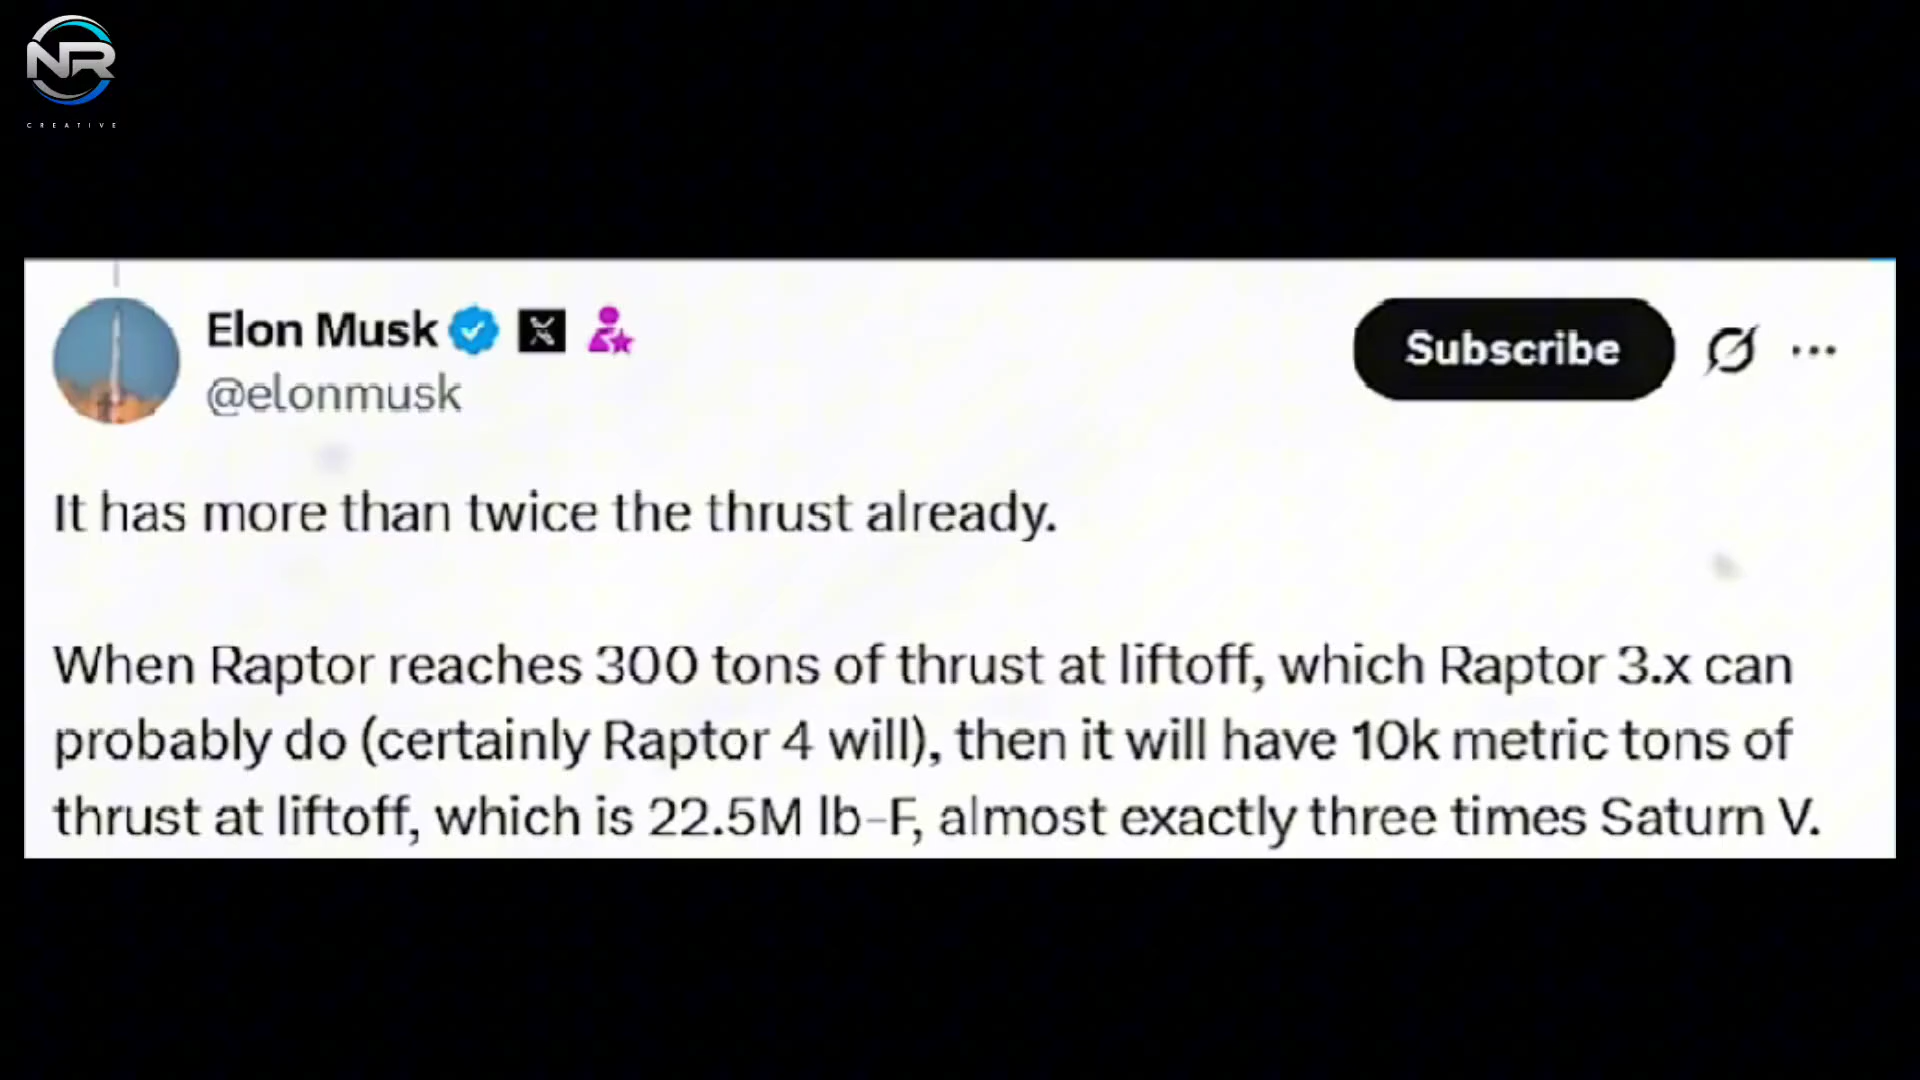 NR
CREATIVE
Elon Musk
Subscribe
@elonmusk
It has more than twice the thrust already.
When Raptor reaches 300 tons of thrust at liftoff, which Raptor 3.x can
probably do (certainly Raptor 4 will), then it will have 10k metric tons of
thrust at liftoff, which is 22.5M lb-F, almost exactly three times Saturn V.